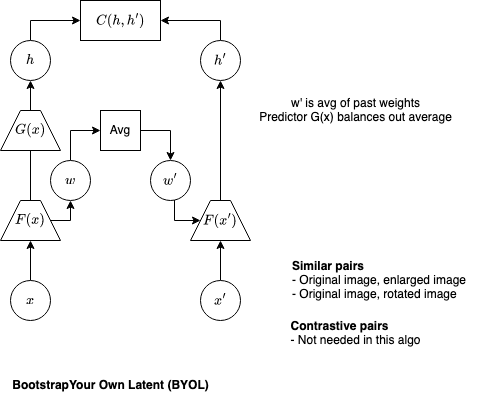 C(h, h′)
h
h′
w' is avg of past weights
Predictor G(x) balances out average
G(x)
Avg
w
w′
F(x)
F(x′)
Similar pairs
- Original image, enlarged image
- Original image, rotated image
x
x′
Contrastive pairs
- Not needed in this algo
BootstrapYour Own Latent (BYOL)